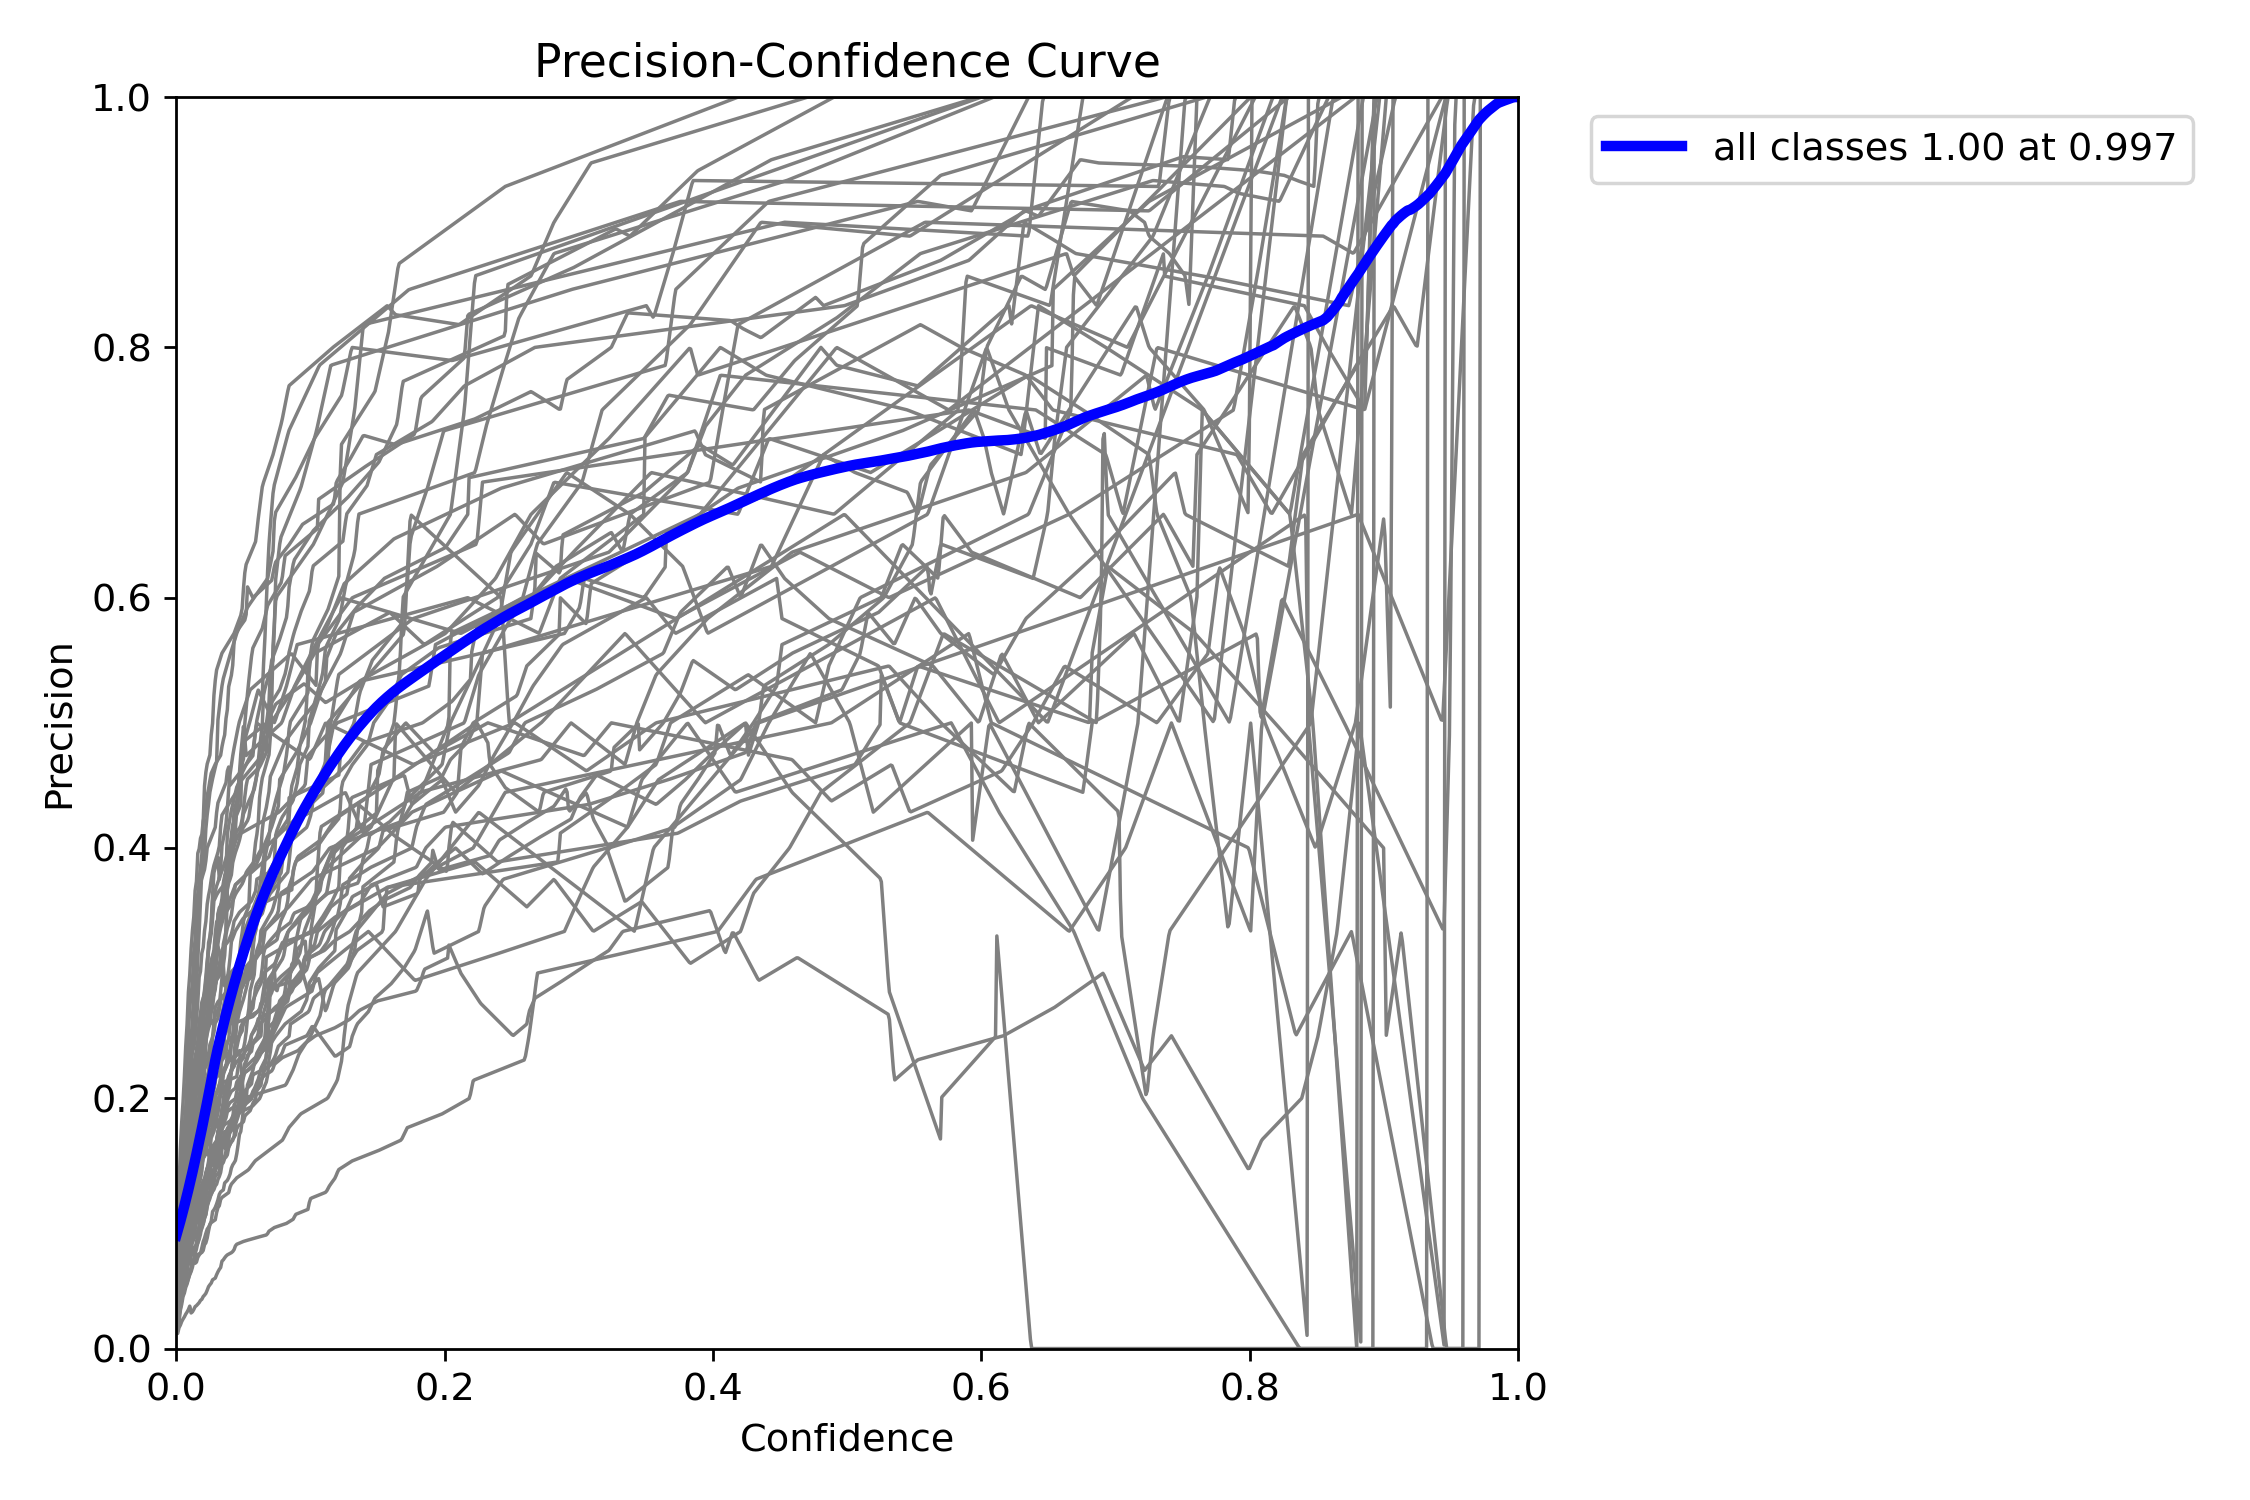 Precision-Confidence Curve
1.0
0.8
0.6
0.4
0.2
0.0
Precision
0.0 0.2 0.4 0.6 0.8 1.0
Confidence
all classes 1.00 at 0.997